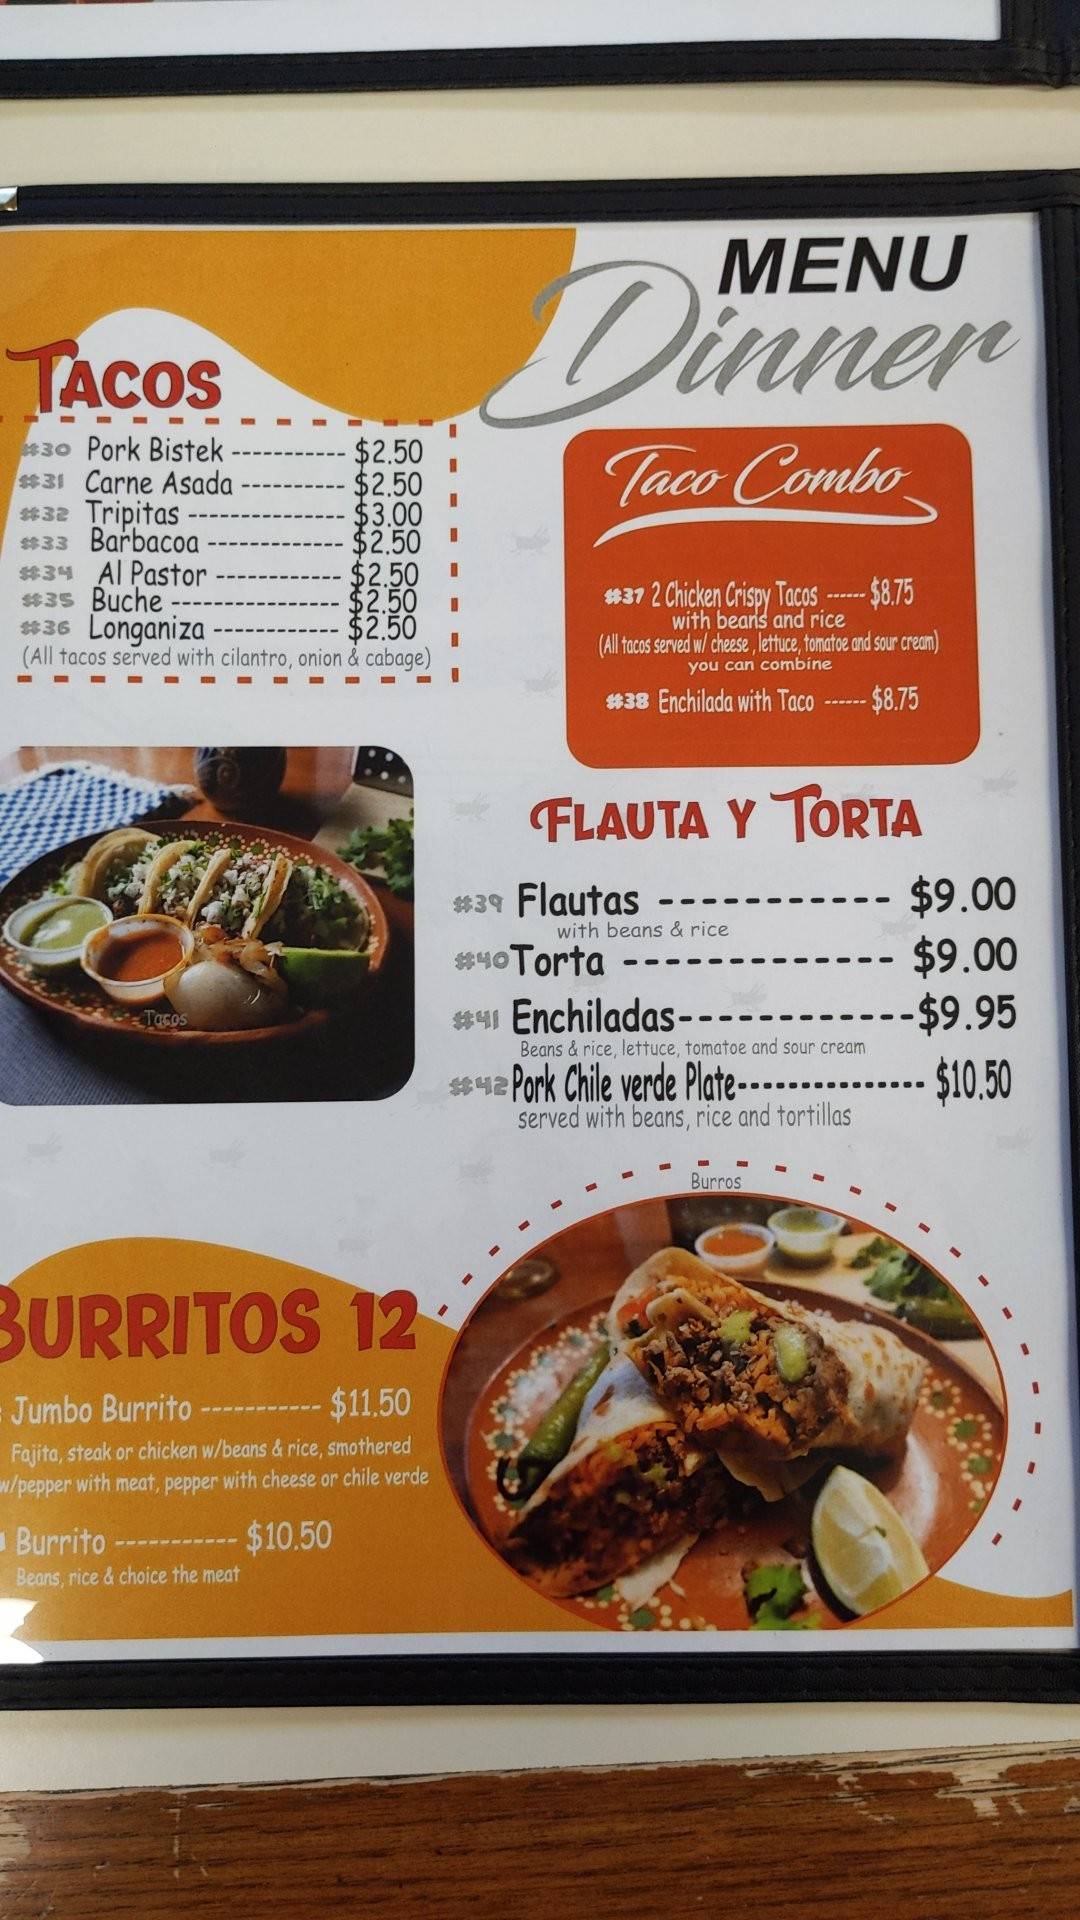 MENU
Dinner
TACOS
#30 Pork Bistek ----------- $2.50
#31 Carne Asada ---------- $2.50
#32 Tripitas --------------- $3.00
#33 Barbacoa ------------- $2.50
#34 Al Pastor ------------ $2.50
#35 Buche ---------------- $2.50
#36 Longaniza ------------ $2.50
(All tacos served with cilantro, onion & cabage)
Taco Combo
#37 2 Chicken Crispy Tacos ------ $8.75
with beans and rice
(All tacos served w/ cheese , lettuce, tomatoe and sour cream)
you can combine
#38 Enchilada with Taco ------ $8.75
Tacos
FLAUTA Y TORTA
#39 Flautas ----------- $9.00
with beans & rice
#40 Torta ------------- $9.00
#41 Enchiladas------------$9.95
Beans & rice, lettuce, tomatoe and sour cream
#42 Pork Chile verde Plate---------------- $10.50
served with beans, rice and tortillas
Burros
BURRITOS 12
Jumbo Burrito ----------- $11.50
Fajita, steak or chicken w/beans & rice, smothered
w/pepper with meat, pepper with cheese or chile verde
Burrito ----------- $10.50
Beans, rice & choice the meat